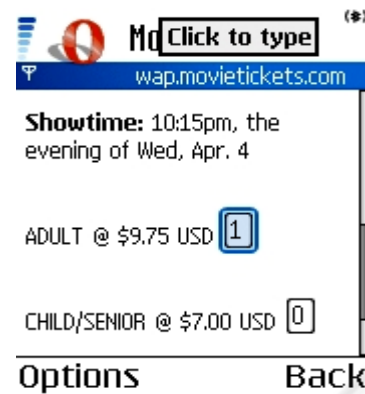 Mo
Click to type
wap.movietickets.com
Showtime: 10:15pm, the
evening of Wed, Apr. 4
ADULT @ $9.75 USD 1
CHILD/SENIOR @ $7.00 USD 0
Options Back